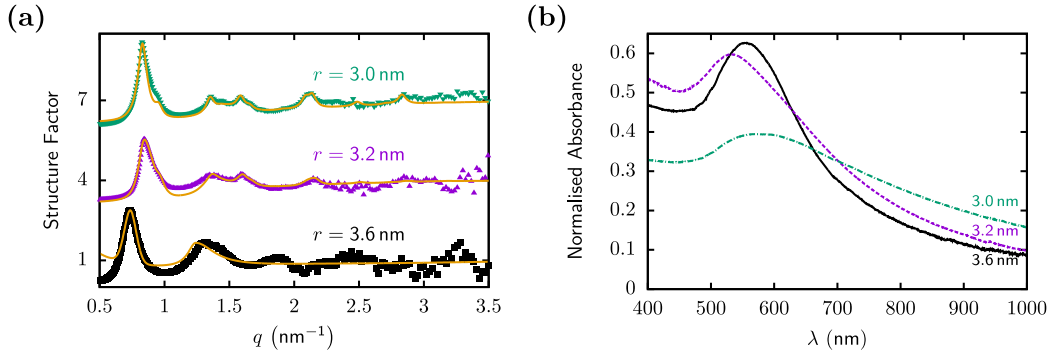 (a)
(b)
Structure Factor
7
4
1
r = 3.0 nm
r = 3.2 nm
r = 3.6 nm
0.5 1 1.5 2 2.5 3 3.5
q (nm⁻¹)
Normalised Absorbance
0.6
0.5
0.4
0.3
0.2
0.1
0
3.0 nm
3.2 nm
3.6 nm
400 500 600 700 800 900 1000
λ (nm)